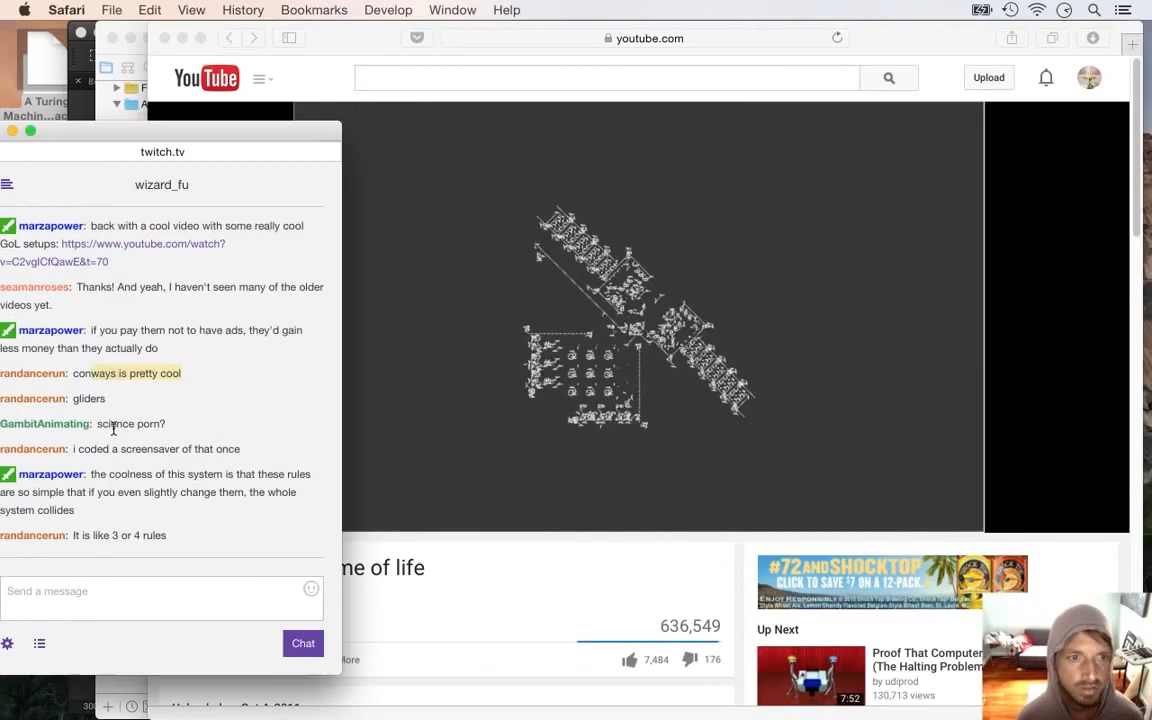 Safari File Edit View History Bookmarks Develop Window Help
youtube.com
YouTube
Upload
A Turing
Machin...ac
F
A
twitch.tv
wizard_fu
marzapower: back with a cool video with some really cool
GoL setups: https://www.youtube.com/watch?
v=C2vgICfQawE&t=70
seamanroses: Thanks! And yeah, I haven't seen many of the older
videos yet.
marzapower: if you pay them not to have ads, they'd gain
less money than they actually do
randancerun: conways is pretty cool
randancerun: gliders
GambitAnimating: science porn?
randancerun: i coded a screensaver of that once
marzapower: the coolness of this system is that these rules
are so simple that if you even slightly change them, the whole
system collides
randancerun: It is like 3 or 4 rules
Send a message
Chat
me of life
636,549
More
7,484 176
#72ANDSHOCKTOP
CLICK TO SAVE $7 ON A 12-PACK.
Up Next
Proof That Computer
(The Halting Problem
by udiprod
130,713 views
7:52